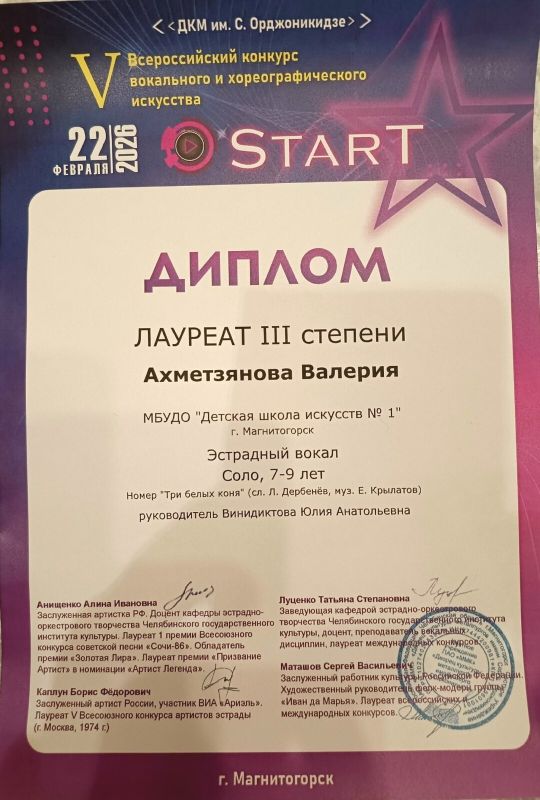 <<ДКМ им. С. Орджоникидзе>>
V Всероссийский конкурс
вокального и хореографического
искусства
22 ФЕВРАЛЯ 2026
START
ДИПЛОМ
ЛАУРЕАТ III степени
Ахметзянова Валерия
МБУДО "Детская школа искусств № 1"
г. Магнитогорск
Эстрадный вокал
Соло, 7-9 лет
Номер "Три белых коня" (сл. Л. Дербенёв, муз. Е. Крылатов)
руководитель Винидиктова Юлия Анатольевна
Анищенко Алина Ивановна
Заслуженная артистка РФ. Доцент кафедры эстрадно-
оркестрового творчества Челябинского государственного
института культуры. Лауреат 1 премии Всесоюзного
конкурса советской песни «Сочи-86». Обладатель
премии «Золотая Лира». Лауреат премии «Призвание
Артист» в номинации «Артист Легенда».
Каплун Борис Фёдорович
Заслуженный артист России, участник ВИА «Ариэль».
Лауреат V Всесоюзного конкурса артистов эстрады
(г. Москва, 1974 г.)
Луценко Татьяна Степановна
Заведующая кафедрой эстрадно-оркестрового
творчества Челябинского государственного института
культуры, доцент, преподаватель вокальных
дисциплин, лауреат международных конкурсов.
Маташов Сергей Васильевич
Заслуженный работник культуры Российской Федерации.
Художественный руководитель фолк-модерн группы
«Иван да Марья». Лауреат всероссийских и
международных конкурсов.
г. Магнитогорск